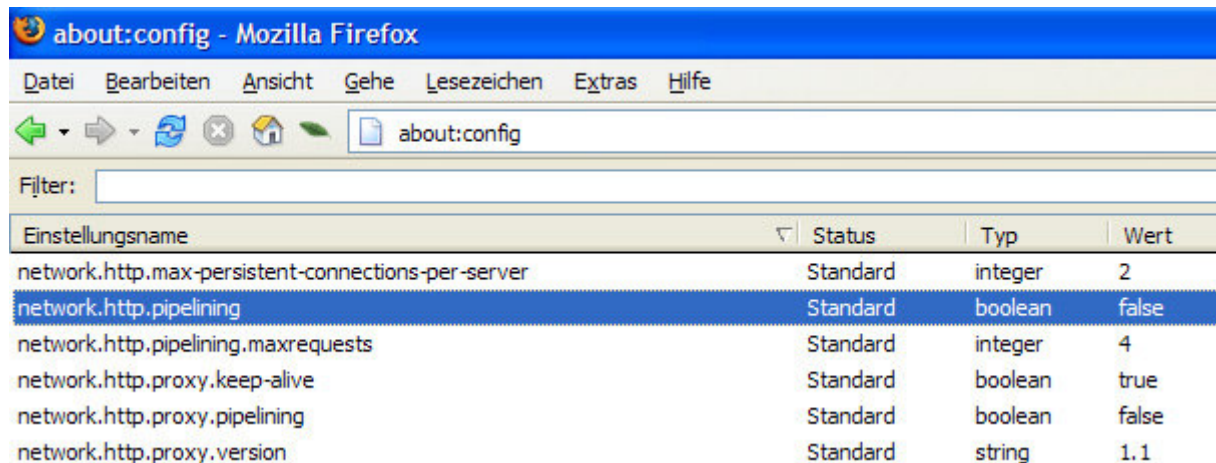 about:config - Mozilla Firefox
Datei Bearbeiten Ansicht Gehe Lesezeichen Extras Hilfe
about:config
Filter:
Einstellungsname Status Typ Wert
network.http.max-persistent-connections-per-server Standard integer 2
network.http.pipelining Standard boolean false
network.http.pipelining.maxrequests Standard integer 4
network.http.proxy.keep-alive Standard boolean true
network.http.proxy.pipelining Standard boolean false
network.http.proxy.version Standard string 1.1